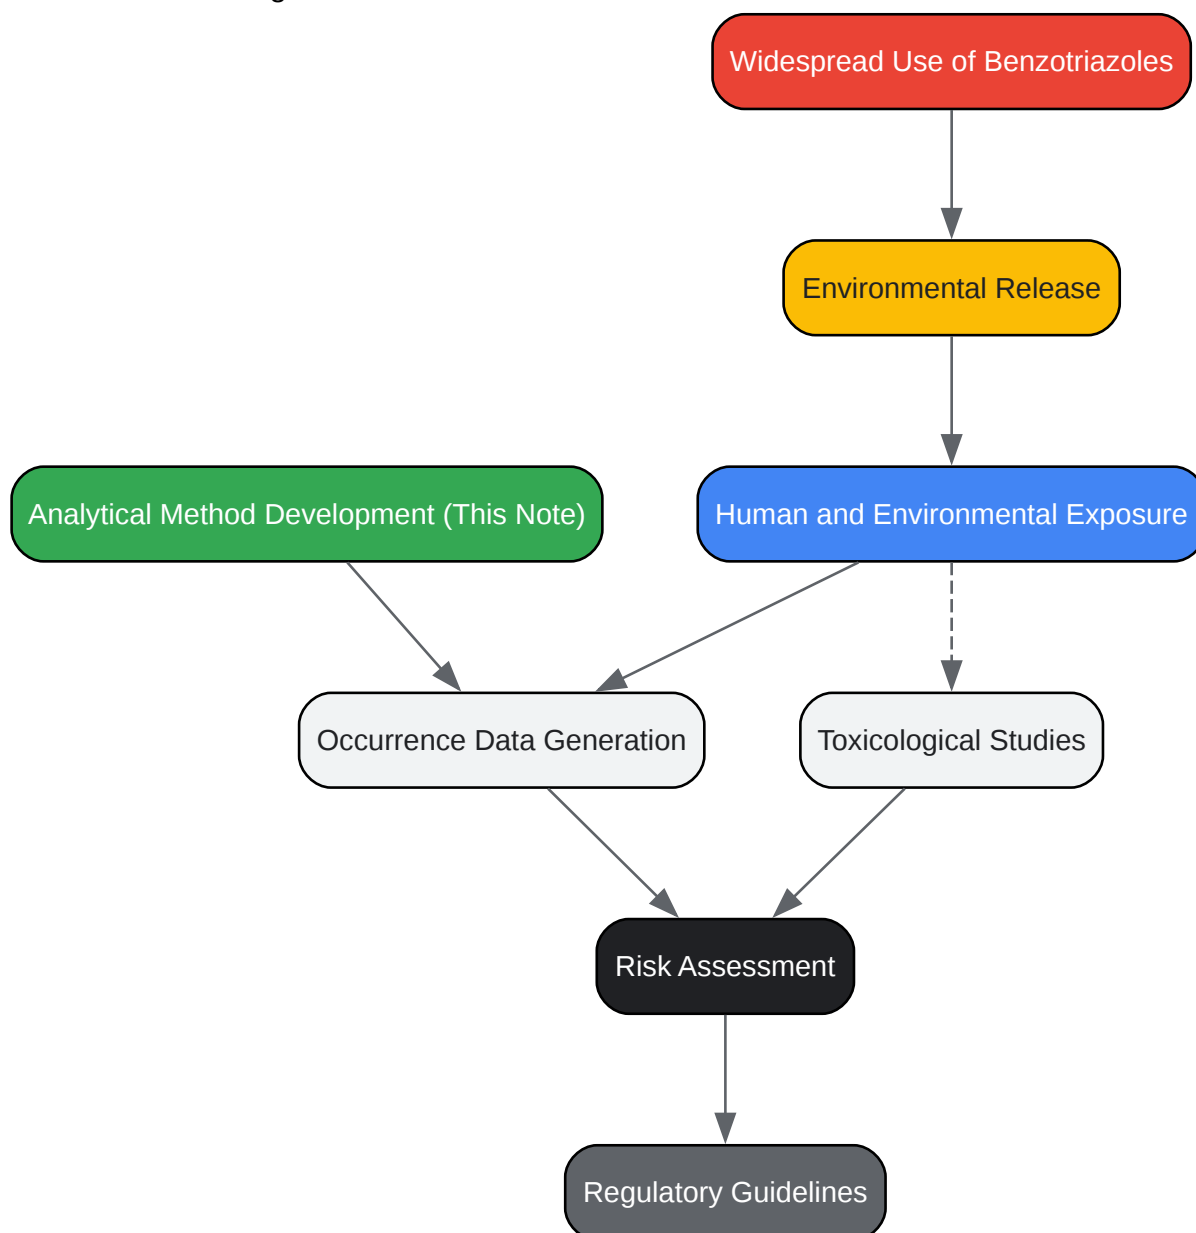 Widespread Use of Benzotriazoles
Environmental Release
Analytical Method Development (This Note)
Human and Environmental Exposure
Occurrence Data Generation
Toxicological Studies
Risk Assessment
Regulatory Guidelines